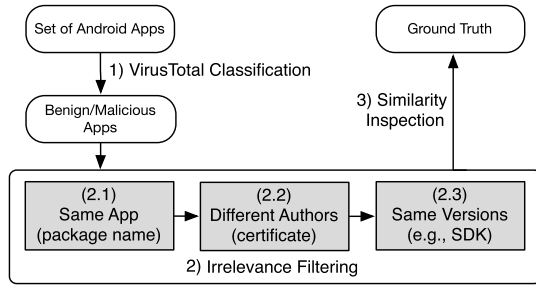 Set of Android Apps
Ground Truth
1) VirusTotal Classification
Benign/Malicious
Apps
3) Similarity
Inspection
(2.1)
Same App
(package name)
(2.2)
Different Authors
(certificate)
(2.3)
Same Versions
(e.g., SDK)
2) Irrelevance Filtering